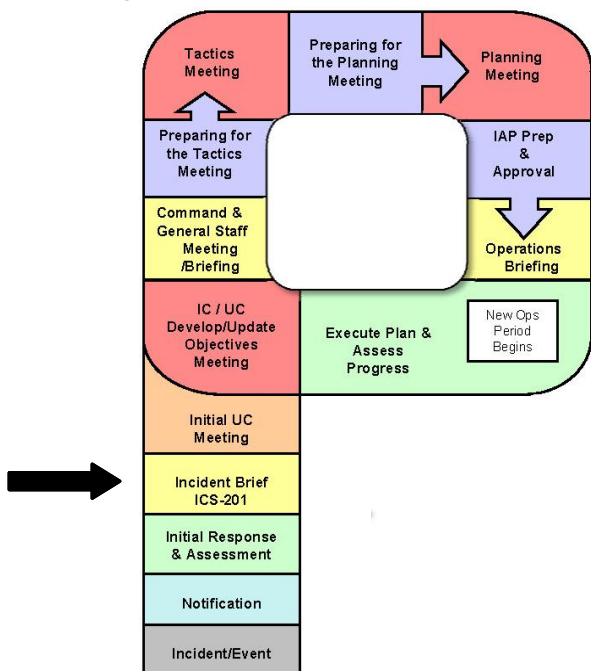 Tactics
Meeting
Preparing for
the Planning
Meeting
Planning
Meeting
Preparing for
the Tactics
Meeting
IAP Prep
&
Approval
Command &
General Staff
Meeting
/Briefing
Operations
Briefing
IC / UC
Develop/Update
Objectives
Meeting
Execute Plan &
Assess
Progress
New Ops
Period
Begins
Initial UC
Meeting
Incident Brief
ICS-201
Initial Response
& Assessment
Notification
Incident/Event